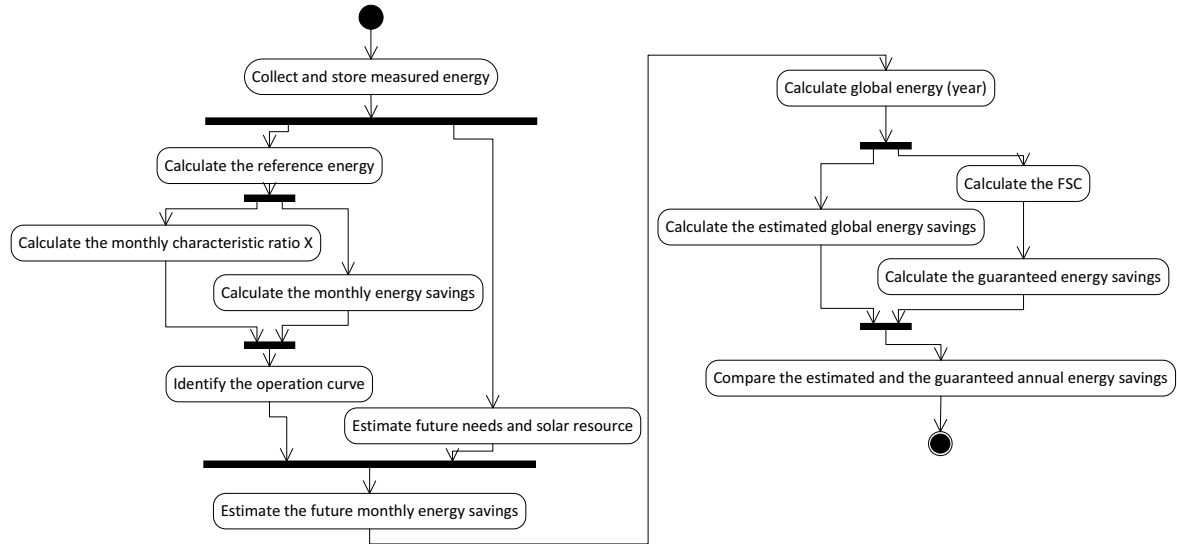 Collect and store measured energy
Calculate the reference energy
Calculate the monthly characteristic ratio X
Calculate the monthly energy savings
Identify the operation curve
Estimate future needs and solar resource
Estimate the future monthly energy savings
Calculate global energy (year)
Calculate the FSC
Calculate the estimated global energy savings
Calculate the guaranteed energy savings
Compare the estimated and the guaranteed annual energy savings